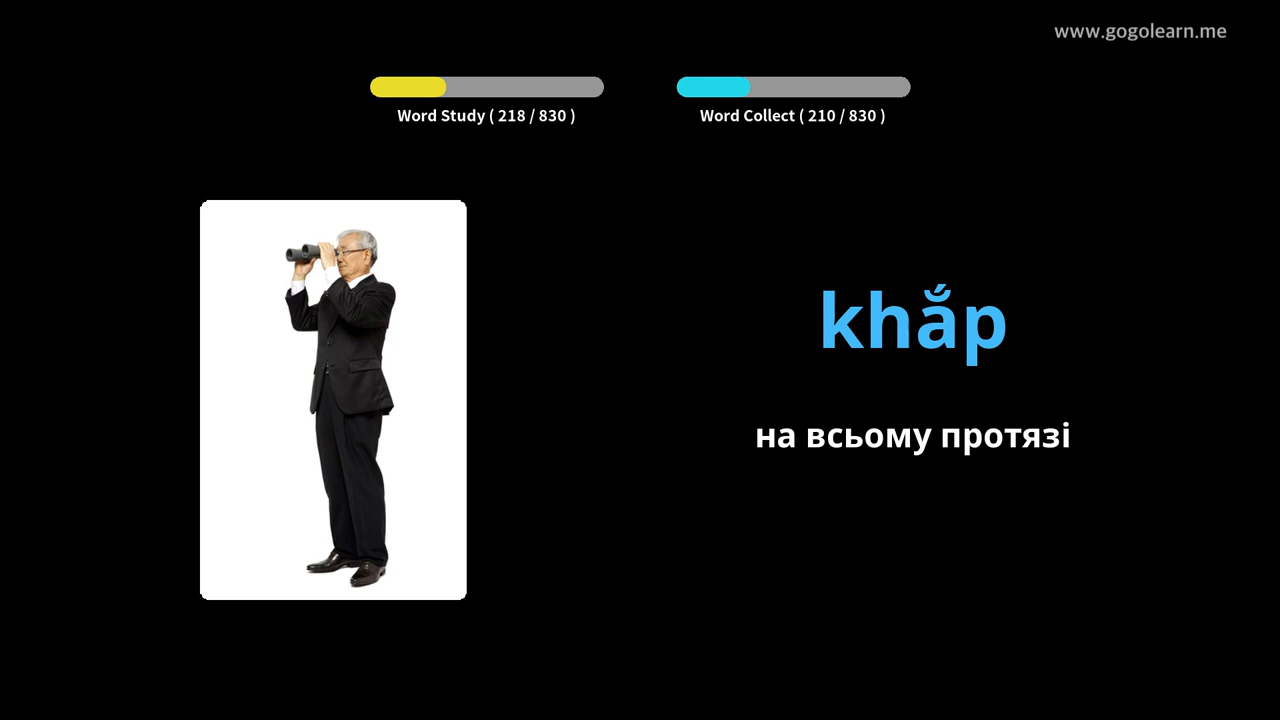 www.gogolearn.me
Word Study ( 218 / 830 )
Word Collect ( 210 / 830 )
khắp
на всьому протязі